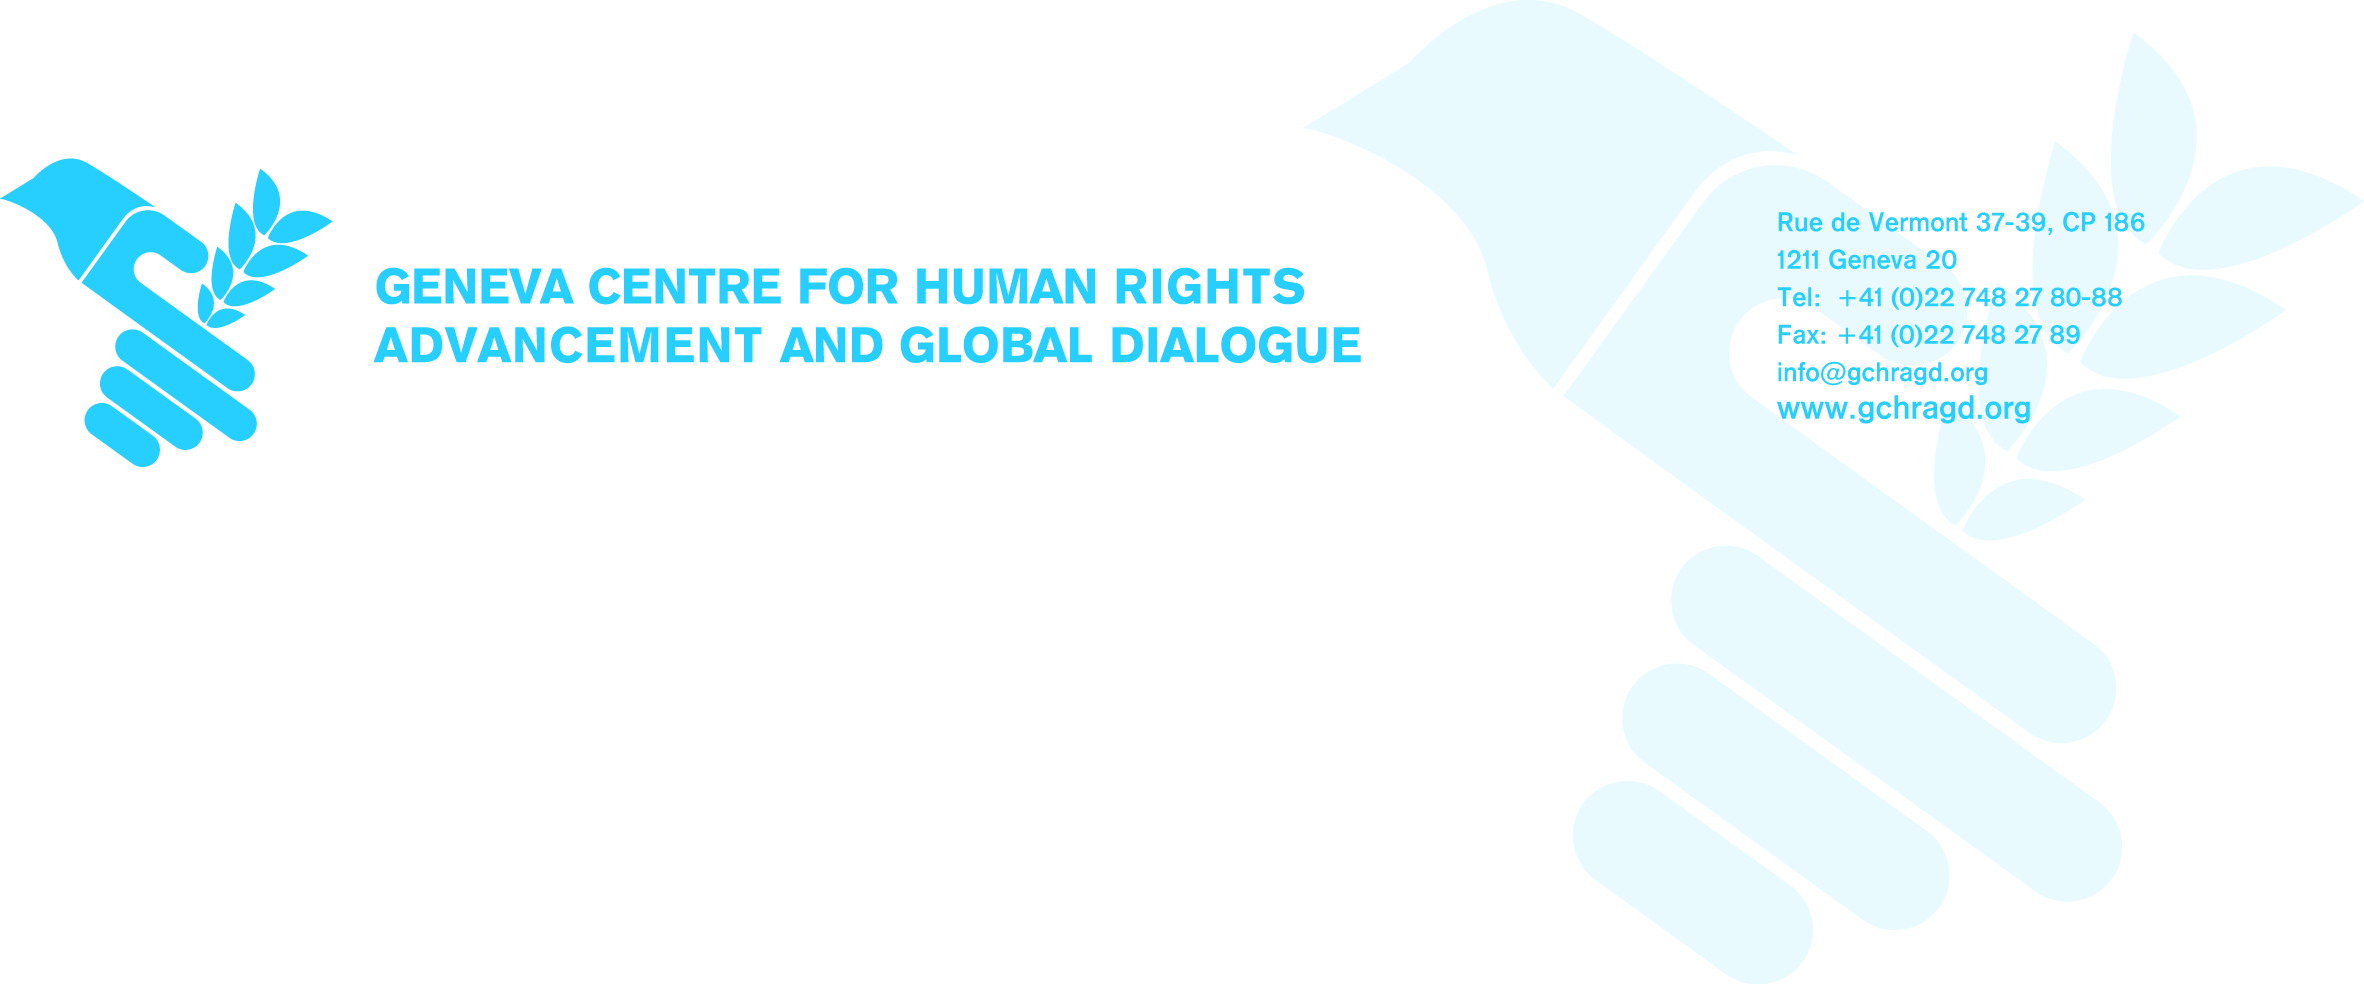 GENEVA CENTRE FOR HUMAN RIGHTS
ADVANCEMENT AND GLOBAL DIALOGUE
Rue de Vermont 37-39, CP 186
1211 Geneva 20
Tel: +41 (0)22 748 27 80-88
Fax: +41 (0)22 748 27 89
info@gchragd.org
www.gchragd.org